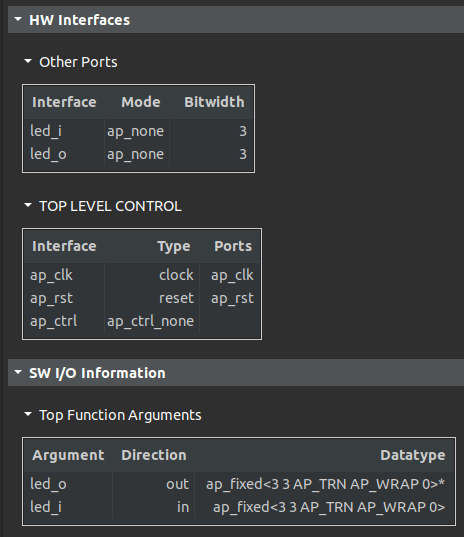 HW Interfaces
Other Ports
Interface Mode Bitwidth
led_i ap_none 3
led_o ap_none 3
TOP LEVEL CONTROL
Interface Type Ports
ap_clk clock ap_clk
ap_rst reset ap_rst
ap_ctrl ap_ctrl_none
SW I/O Information
Top Function Arguments
Argument Direction Datatype
led_o out ap_fixed<3 3 AP_TRN AP_WRAP 0>*
led_i in ap_fixed<3 3 AP_TRN AP_WRAP 0>